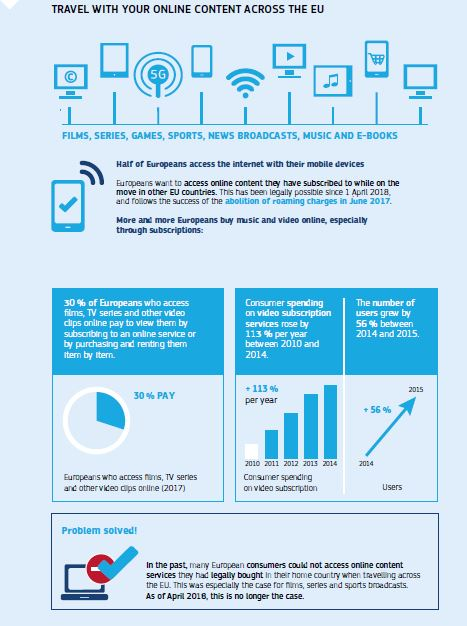 TRAVEL WITH YOUR ONLINE CONTENT ACROSS THE EU
©
5G
FILMS, SERIES, GAMES, SPORTS, NEWS BROADCASTS, MUSIC AND E-BOOKS
Half of Europeans access the internet with their mobile devices
Europeans want to access online content they have subscribed to while on the
move in other EU countries. This has been legally possible since 1 April 2018,
and follows the success of the abolition of roaming charges in June 2017.
More and more Europeans buy music and video online, especially
through subscriptions:
30 % of Europeans who access
films, TV series and other video
clips online pay to view them by
subscribing to an online service or
by purchasing and renting them
item by item.
30 % PAY
Europeans who access films, TV series
and other video clips online (2017)
Consumer spending
on video subscription
services rose by
113 % per year
between 2010 and
2014.
+ 113 %
per year
2010 2011 2012 2013 2014
Consumer spending
on video subscription
The number of
users grew by
56 % between
2014 and 2015.
2015
+ 56 %
2014
Users
Problem solved!
In the past, many European consumers could not access online content
services they had legally bought in their home country when travelling across
the EU. This was especially the case for films, series and sports broadcasts.
As of April 2018, this is no longer the case.